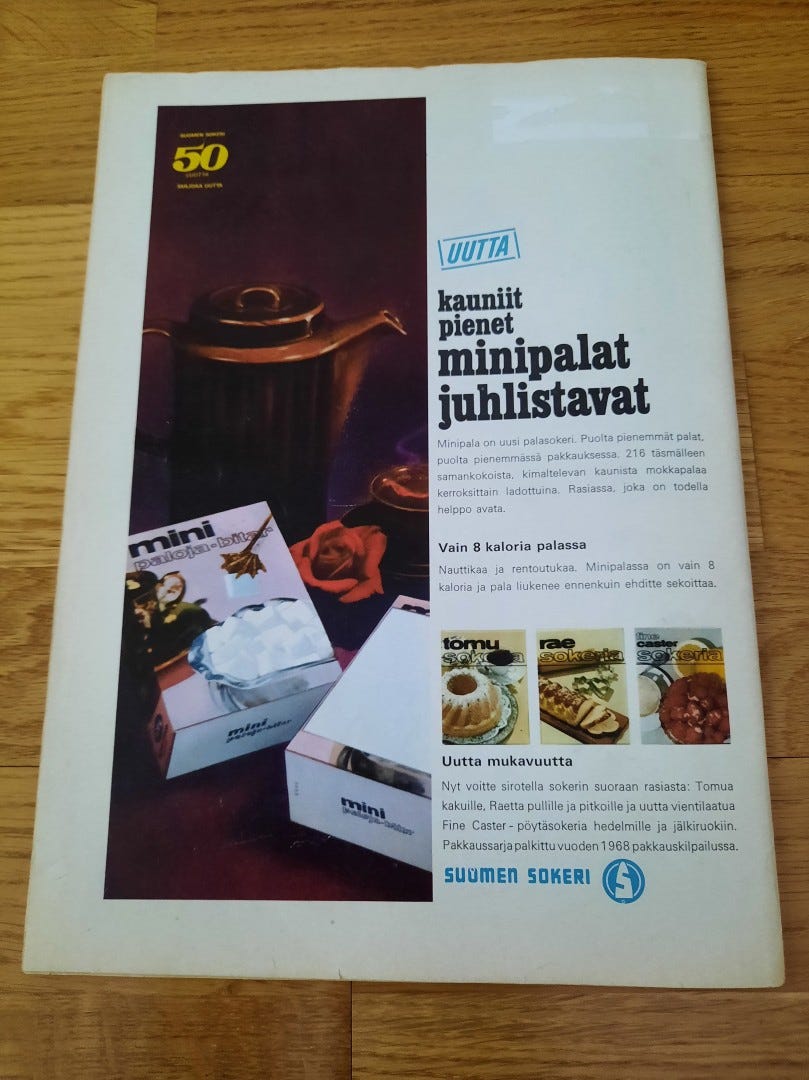 SUOMEN SOKERI
50
VUOTTA
TARJOAA UUTTA
UUTTA
kauniit
pienet
minipalat
juhlistavat
Minipala on uusi palasokeri. Puolta pienemmät palat,
puolta pienemmässä pakkauksessa. 216 täsmälleen
samankokoista, kimaltelevan kaunista mokkapalaa
kerroksittain ladottuina. Rasiassa, joka on todella
helppo avata.
Vain 8 kaloria palassa
Nauttikaa ja rentoutukaa. Minipalassa on vain 8
kaloria ja pala liukenee ennenkuin ehditte sekoittaa.
mini
paloja-bitar
mini
paloja-bitar
mini
paloja-bitar
tomu
sokeria
rae
sokeria
fine
caster
sokeria
Uutta mukavuutta
Nyt voitte sirotella sokerin suoraan rasiasta: Tomua
kakuille, Raetta pullille ja pitkoille ja uutta vientilaatua
Fine Caster - pöytäsokeria hedelmille ja jälkiruokiin.
Pakkaussarja palkittu vuoden 1968 pakkauskilpailussa.
SUOMEN SOKERI S